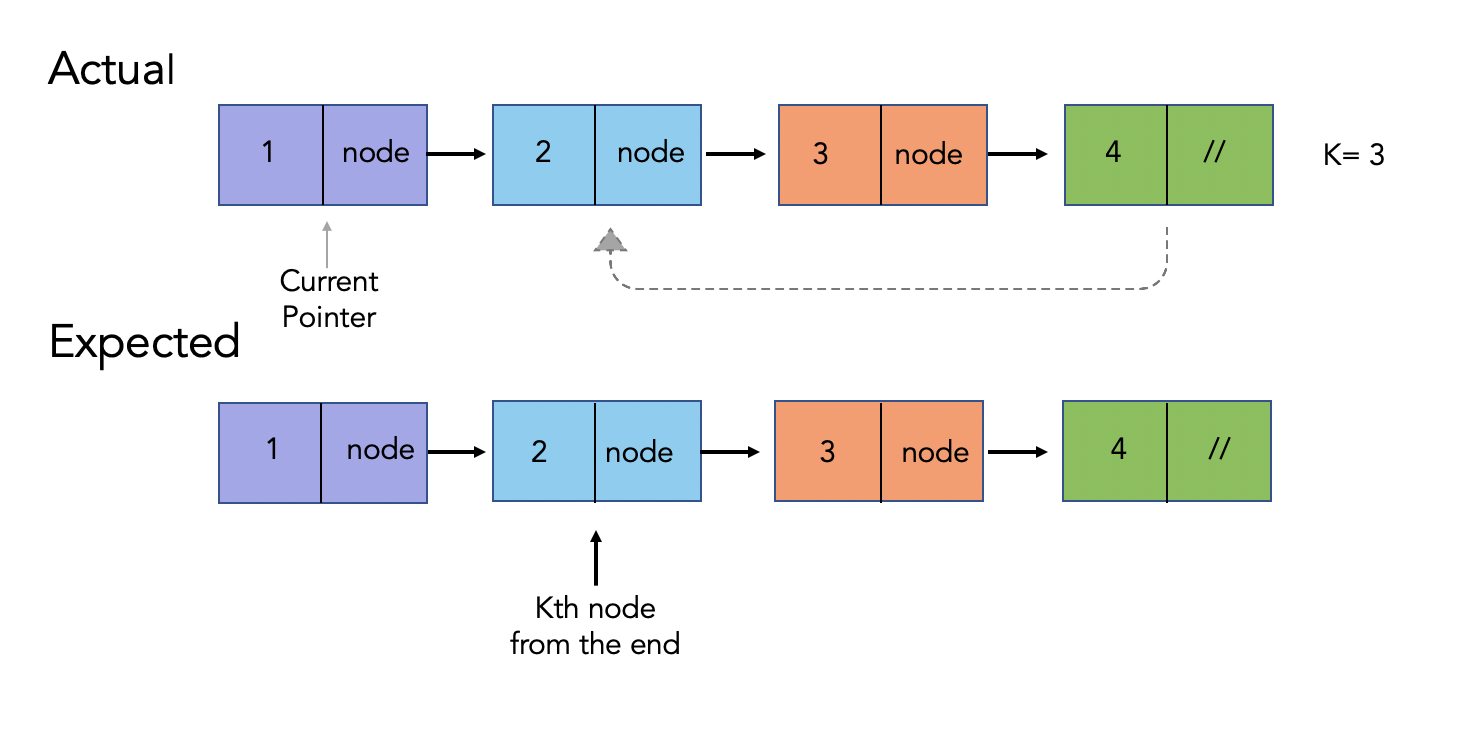 Actual
1 node 2 node 3 node 4 // K= 3
Current
Pointer
Expected
1 node 2 node 3 node 4 //
Kth node
from the end